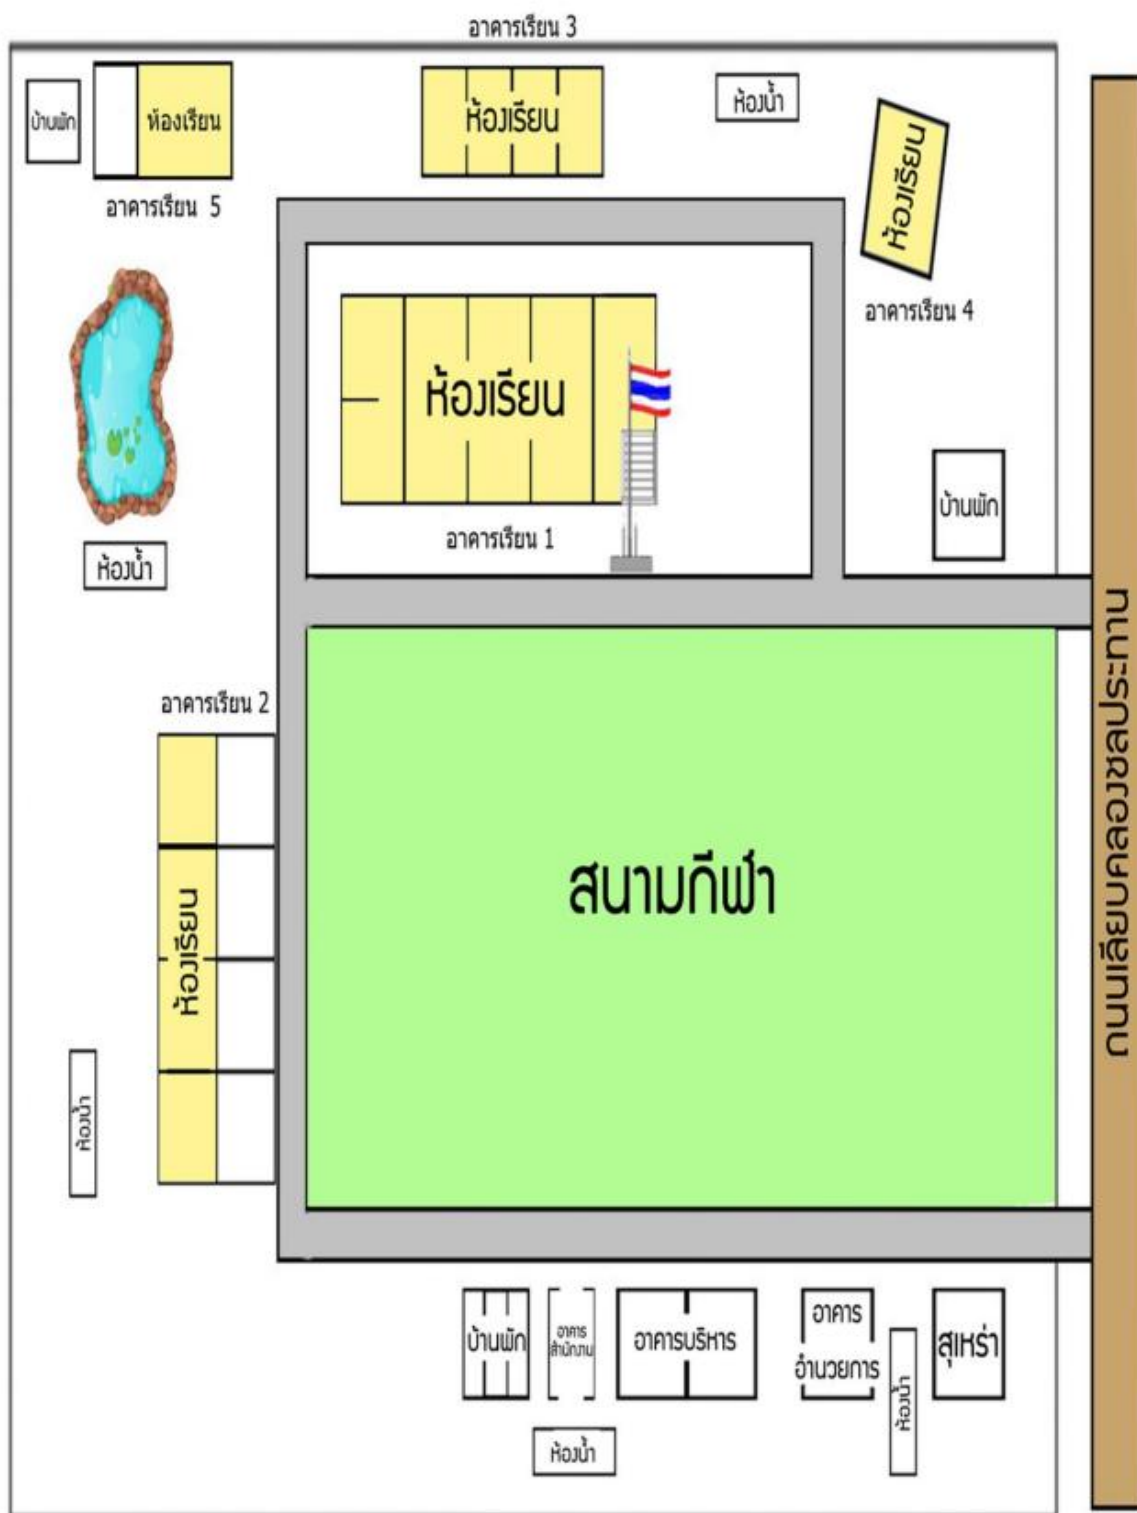 อาคารเรียน 3
บ้านพัก
ห้องเรียน
อาคารเรียน 5
ห้องเรียน
ห้องน้ำ
ห้องเรียน
อาคารเรียน 4
ห้องเรียน
อาคารเรียน 1
บ้านพัก
ห้องน้ำ
อาคารเรียน 2
ห้องเรียน
ห้องน้ำ
สนามกีฬา
ถนนเลียบคลองชลประทาน
บ้านพัก
อาคาร
สำนักงาน
อาคารบริหาร
อาคาร
อำนวยการ
ห้องน้ำ
สุเหร่า
ห้องน้ำ